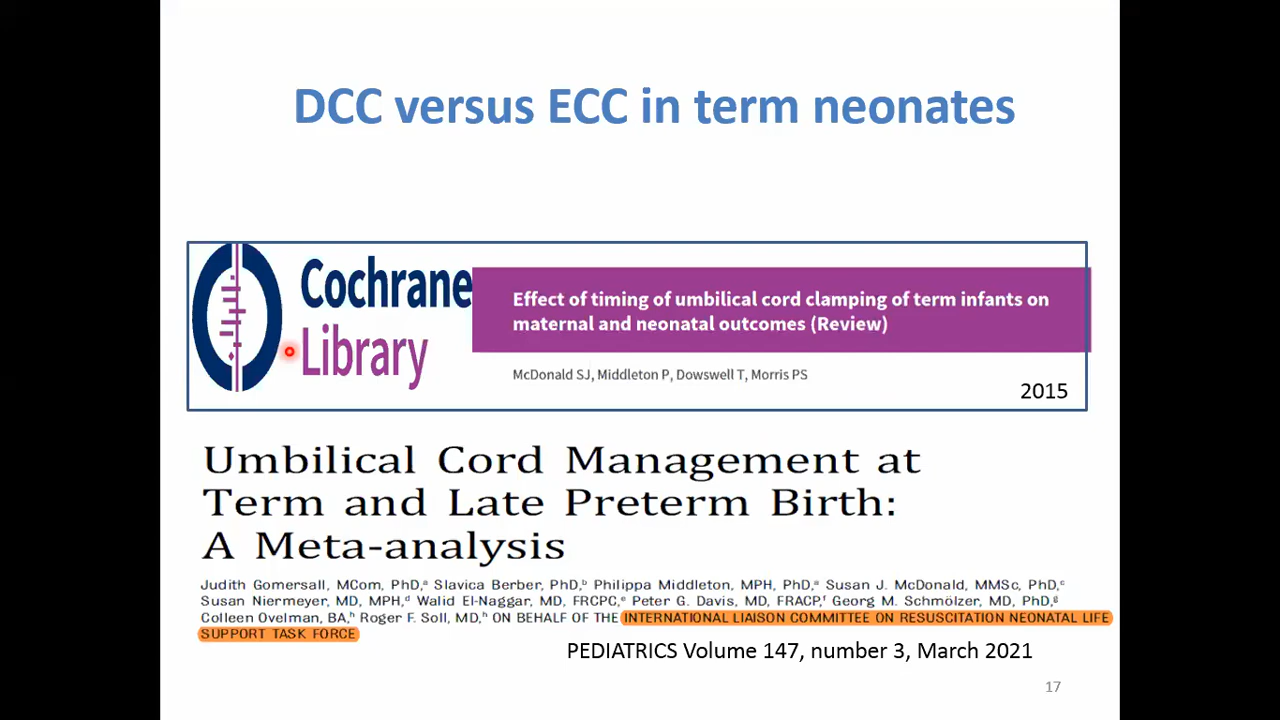 DCC versus ECC in term neonates
Cochrane
Library
Effect of timing of umbilical cord clamping of term infants on
maternal and neonatal outcomes (Review)
McDonald SJ, Middleton P, Dowswell T, Morris PS
2015
Umbilical Cord Management at
Term and Late Preterm Birth:
A Meta-analysis
Judith Gomersall, MCom, PhD,ᵃ Slavica Berber, PhD,ᵇ Philippa Middleton, MPH, PhD,ᵃ Susan J. McDonald, MMSc, PhD,ᶜ
Susan Niermeyer, MD, MPH,ᵈ Walid El-Naggar, MD, FRCPC,ᵉ Peter G. Davis, MD, FRACP,ᶠ Georg M. Schmölzer, MD, PhD,ᵍ
Colleen Ovelman, BA,ʰ Roger F. Soll, MD,ʰ ON BEHALF OF THE INTERNATIONAL LIAISON COMMITTEE ON RESUSCITATION NEONATAL LIFE
SUPPORT TASK FORCE
PEDIATRICS Volume 147, number 3, March 2021
17